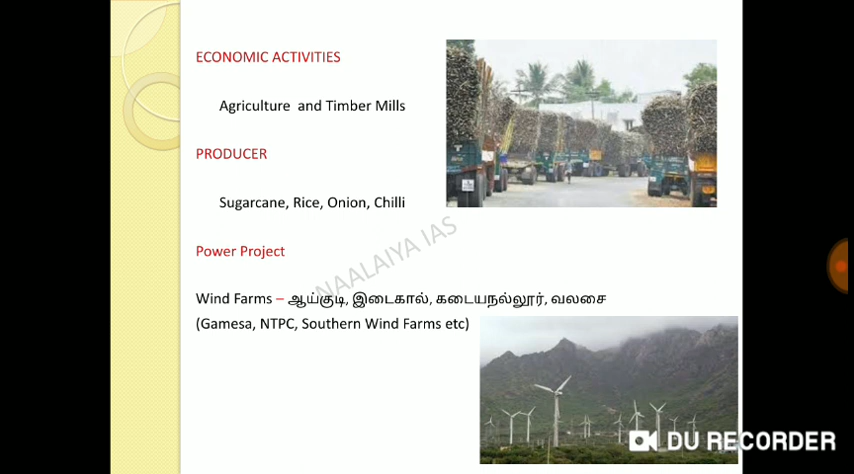 ECONOMIC ACTIVITIES
Agriculture and Timber Mills
PRODUCER
Sugarcane, Rice, Onion, Chilli
NAALAIYA IAS
Power Project
Wind Farms – ஆய்குடி, இடைகால், கடையநல்லூர், வலசை
(Gamesa, NTPC, Southern Wind Farms etc)
DU RECORDER